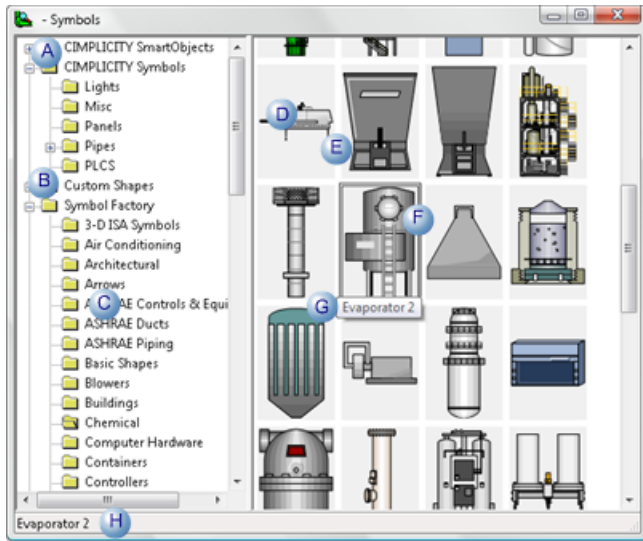 - Symbols
A
CIMPLICITY SmartObjects
CIMPLICITY Symbols
Lights
Misc
Panels
Pipes
PLCS
B
Custom Shapes
Symbol Factory
3-D ISA Symbols
Air Conditioning
Architectural
Arrows
C
Controls & Equi
ASHRAE Ducts
ASHRAE Piping
Basic Shapes
Blowers
Buildings
Chemical
Computer Hardware
Containers
Controllers
D
E
F
G
Evaporator 2
Evaporator 2
H